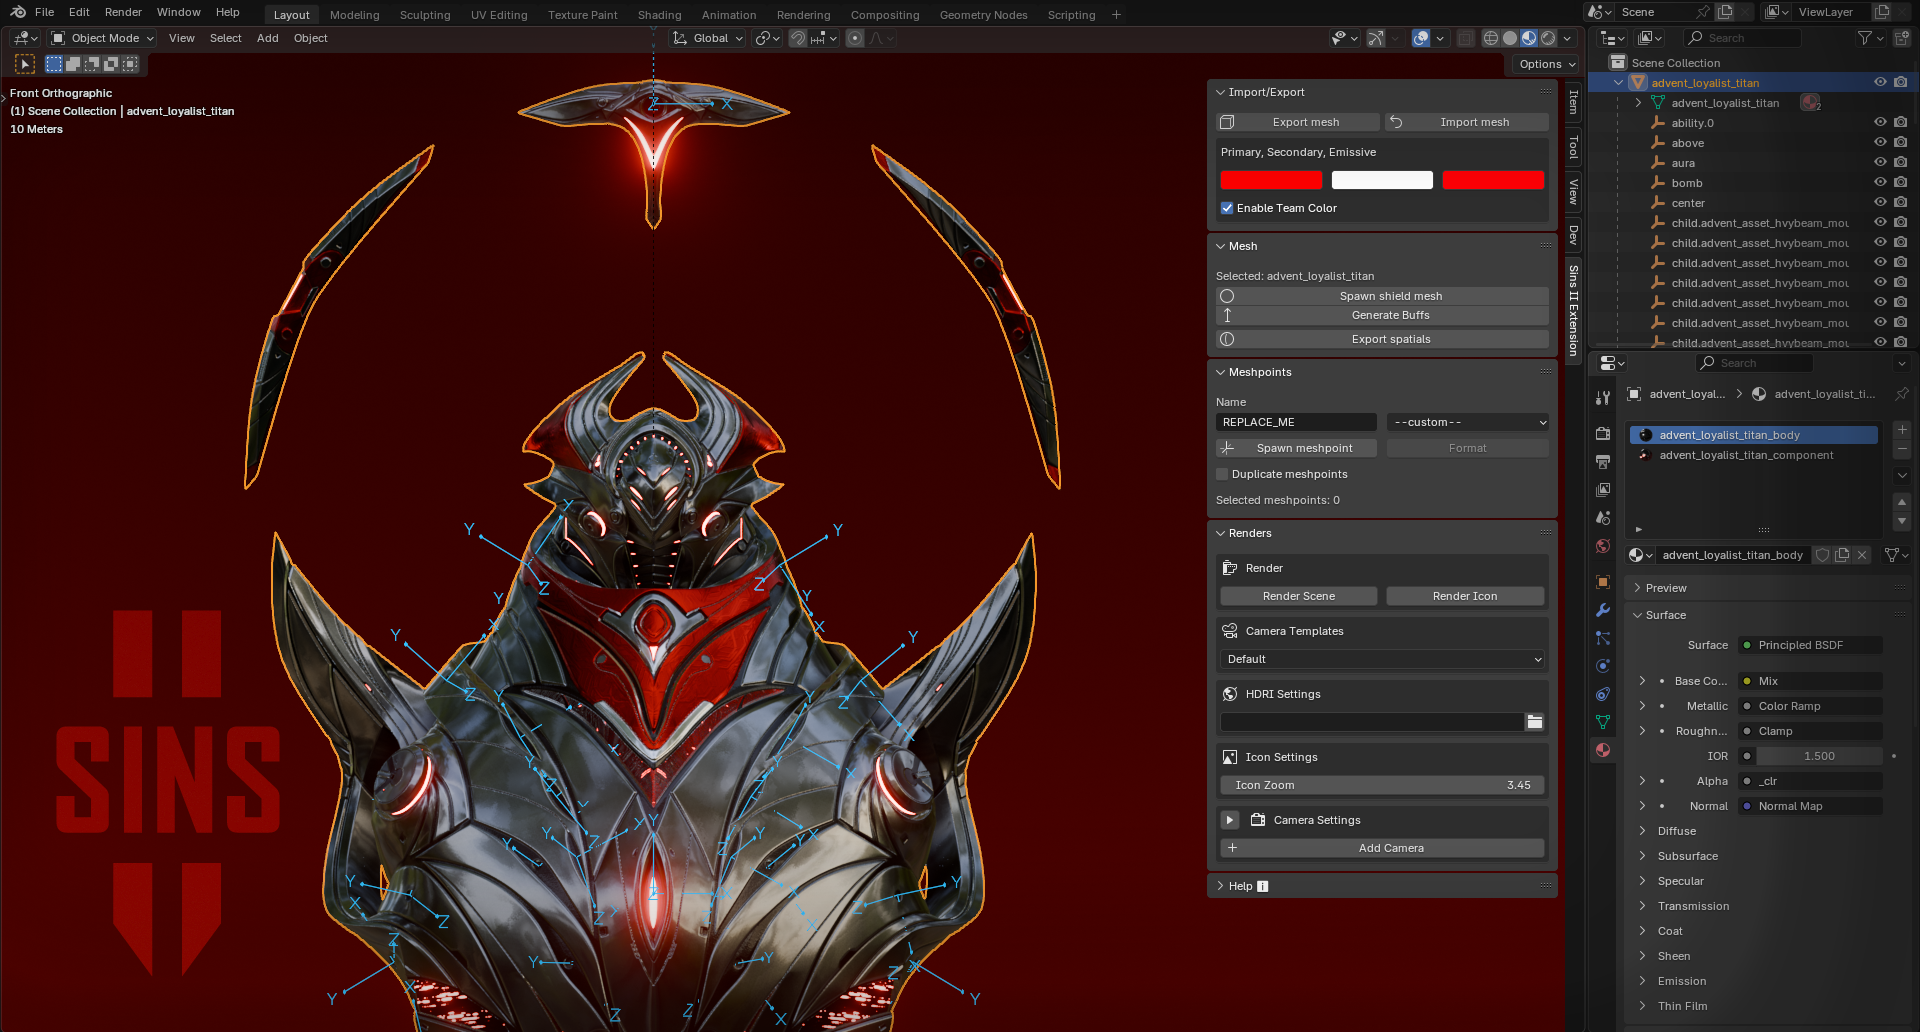 File Edit Render Window Help Layout Modeling Sculpting UV Editing Texture Paint Shading Animation Rendering Compositing Geometry Nodes Scripting + Scene ViewLayer
Object Mode View Select Add Object Global Search
Options
Front Orthographic
(1) Scene Collection | advent_loyalist_titan
10 Meters
SINS
Import/Export
Export mesh Import mesh
Primary, Secondary, Emissive
Enable Team Color
Mesh
Selected: advent_loyalist_titan
Spawn shield mesh
Generate Buffs
Export spatials
Meshpoints
Name
REPLACE_ME --custom--
Spawn meshpoint Format
Duplicate meshpoints
Selected meshpoints: 0
Renders
Render
Render Scene Render Icon
Camera Templates
Default
HDRI Settings
Icon Settings
Icon Zoom 3.45
Camera Settings
Add Camera
Help
Item
Tool
View
Dev
Sins II Extension
Scene Collection
advent_loyalist_titan
advent_loyalist_titan 2
ability.0
above
aura
bomb
center
child.advent_asset_hvybeam_mou
child.advent_asset_hvybeam_mou
child.advent_asset_hvybeam_mou
child.advent_asset_hvybeam_mou
child.advent_asset_hvybeam_mou
child.advent_asset_hvybeam_mou
child.advent_asset_hvybeam_mou
Search
advent_loyal... advent_loyalist_ti...
advent_loyalist_titan_body
advent_loyalist_titan_component
advent_loyalist_titan_body
Preview
Surface
Surface Principled BSDF
Base Co... Mix
Metallic Color Ramp
Roughn... Clamp
IOR 1.500
Alpha _clr
Normal Normal Map
Diffuse
Subsurface
Specular
Transmission
Coat
Sheen
Emission
Thin Film